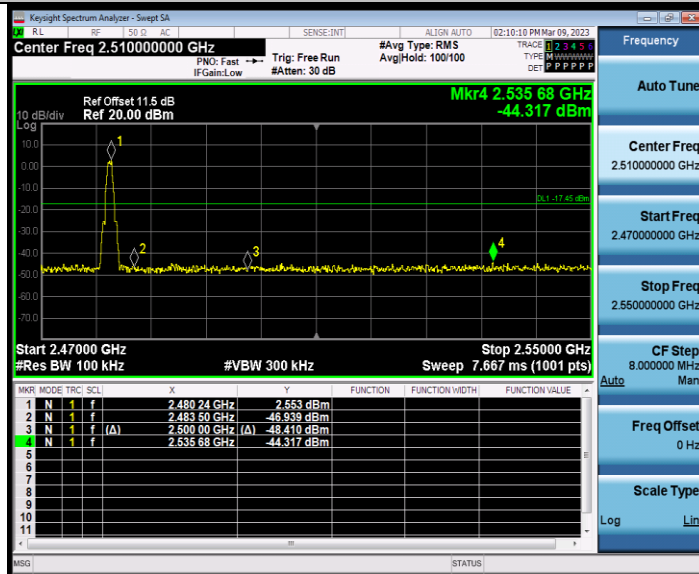 Keysight Spectrum Analyzer - Swept SA
RL RF 50 Ω AC SENSE:INT ALIGN AUTO 02:10:10 PM Mar 09, 2023
Center Freq 2.510000000 GHz
PNO: Fast
IFGain:Low
Trig: Free Run
#Atten: 30 dB
#Avg Type: RMS
Avg|Hold: 100/100
TRACE 1 2 3 4 5 6
TYPE M
DET P P P P P P
Ref Offset 11.5 dB
Mkr4 2.535 68 GHz
10 dB/div Ref 20.00 dBm -44.317 dBm
Log
10.0
0.00
-10.0
-20.0
-30.0
-40.0
-50.0
-60.0
-70.0
1
2
3
4
DL1 -17.45 dBm
Start 2.47000 GHz Stop 2.55000 GHz
#Res BW 100 kHz #VBW 300 kHz Sweep 7.667 ms (1001 pts)
MKR MODE TRC SCL X Y FUNCTION FUNCTION WIDTH FUNCTION VALUE
1 N 1 f 2.480 24 GHz 2.553 dBm
2 N 1 f 2.483 50 GHz -46.939 dBm
3 N 1 f (Δ) 2.500 00 GHz (Δ) -48.410 dBm
4 N 1 f 2.535 68 GHz -44.317 dBm
5
6
7
8
9
10
11
MSG STATUS
Frequency
Auto Tune
Center Freq
2.510000000 GHz
Start Freq
2.470000000 GHz
Stop Freq
2.550000000 GHz
CF Step
8.000000 MHz
Auto Man
Freq Offset
0 Hz
Scale Type
Log Lin